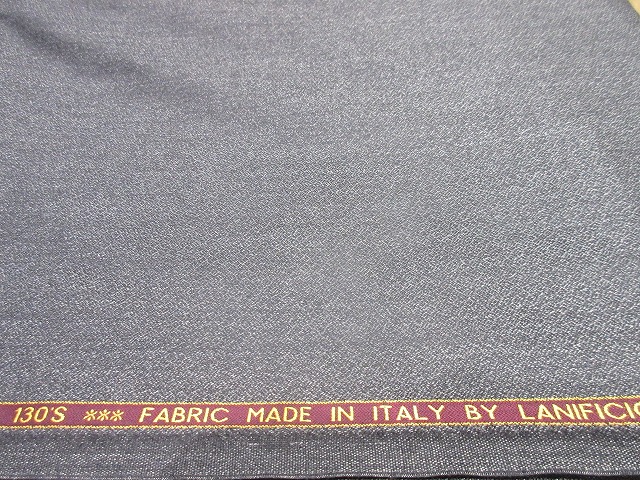 130'S *** FABRIC MADE IN ITALY BY LANIFICIO